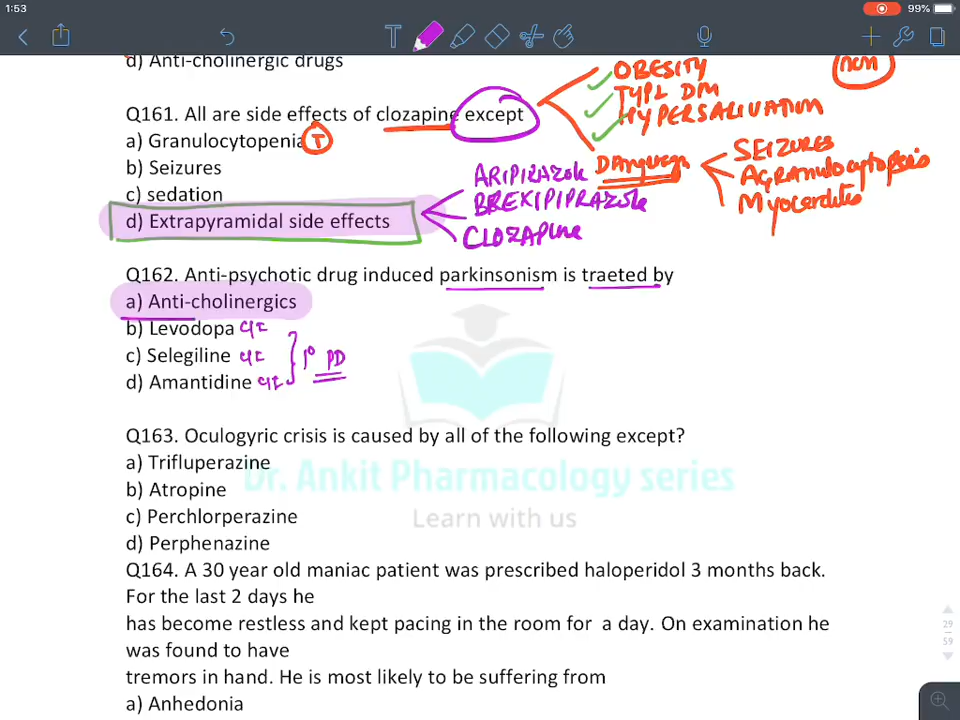 1:53
99%
d) Anti-cholinergic drugs
Q161. All are side effects of clozapine except
a) Granulocytopenia
b) Seizures
c) sedation
d) Extrapyramidal side effects
OBESITY
TYPE DM
HYPERSALIVATION
SEIZURES
AGRANULOCYTOPENIA
MYOCARDITIS
ARIPIPRAZOLE
BREXIPIPRAZOLE
CLOZAPINE
Q162. Anti-psychotic drug induced parkinsonism is traeted by
a) Anti-cholinergics
b) Levodopa C/I
c) Selegiline C/I
d) Amantidine C/I
1° PD
Q163. Oculogyric crisis is caused by all of the following except?
a) Trifluperazine
b) Atropine
c) Perchlorperazine
d) Perphenazine
Dr. Ankit Pharmacology series
Learn with us
Q164. A 30 year old maniac patient was prescribed haloperidol 3 months back.
For the last 2 days he
has become restless and kept pacing in the room for a day. On examination he
was found to have
tremors in hand. He is most likely to be suffering from
a) Anhedonia
29
59